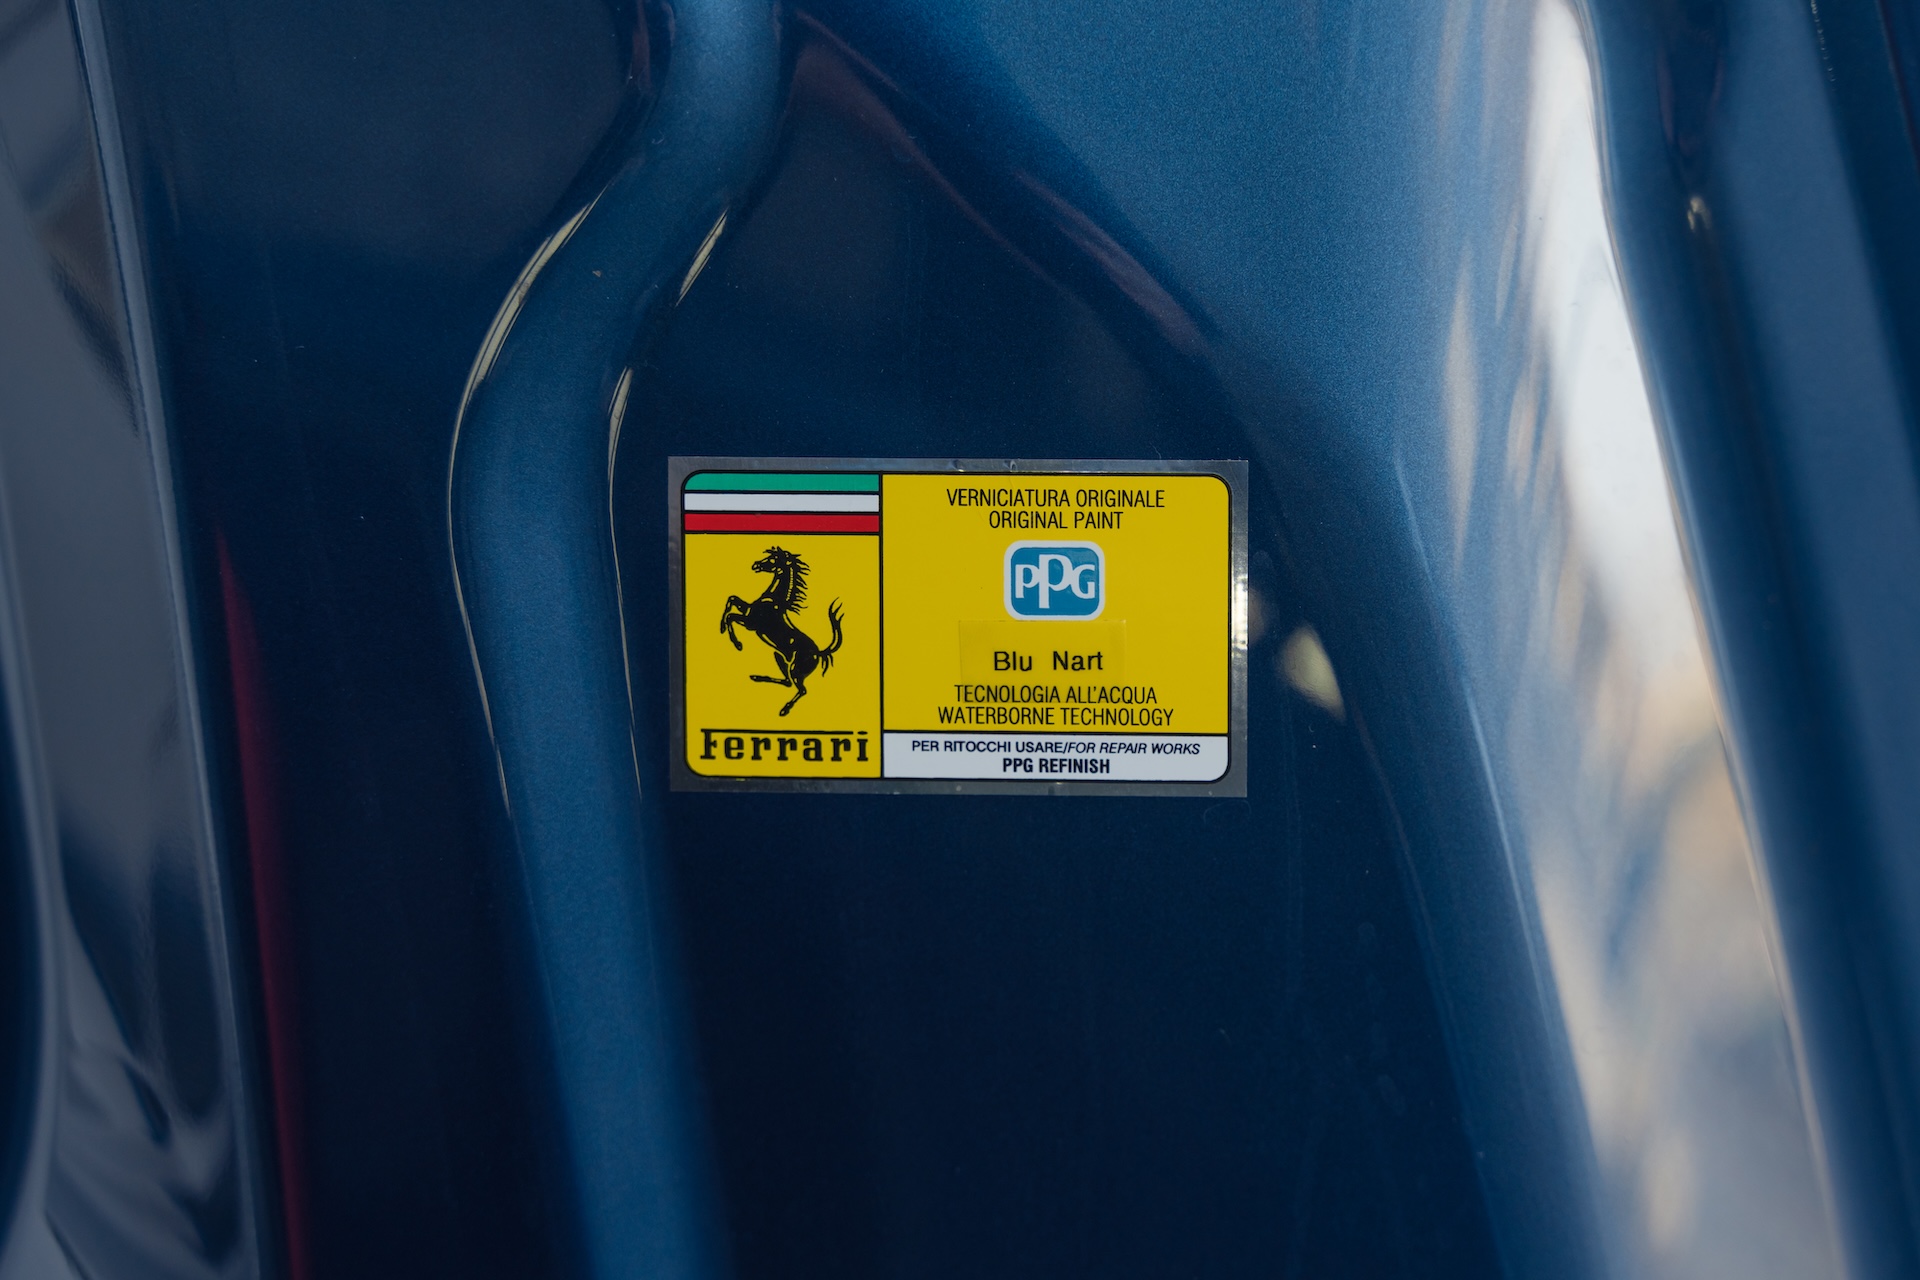 Ferrari
VERNICIATURA ORIGINALE
ORIGINAL PAINT
PPG
Blu Nart
TECNOLOGIA ALL'ACQUA
WATERBORNE TECHNOLOGY
PER RITOCCHI USARE/FOR REPAIR WORKS
PPG REFINISH